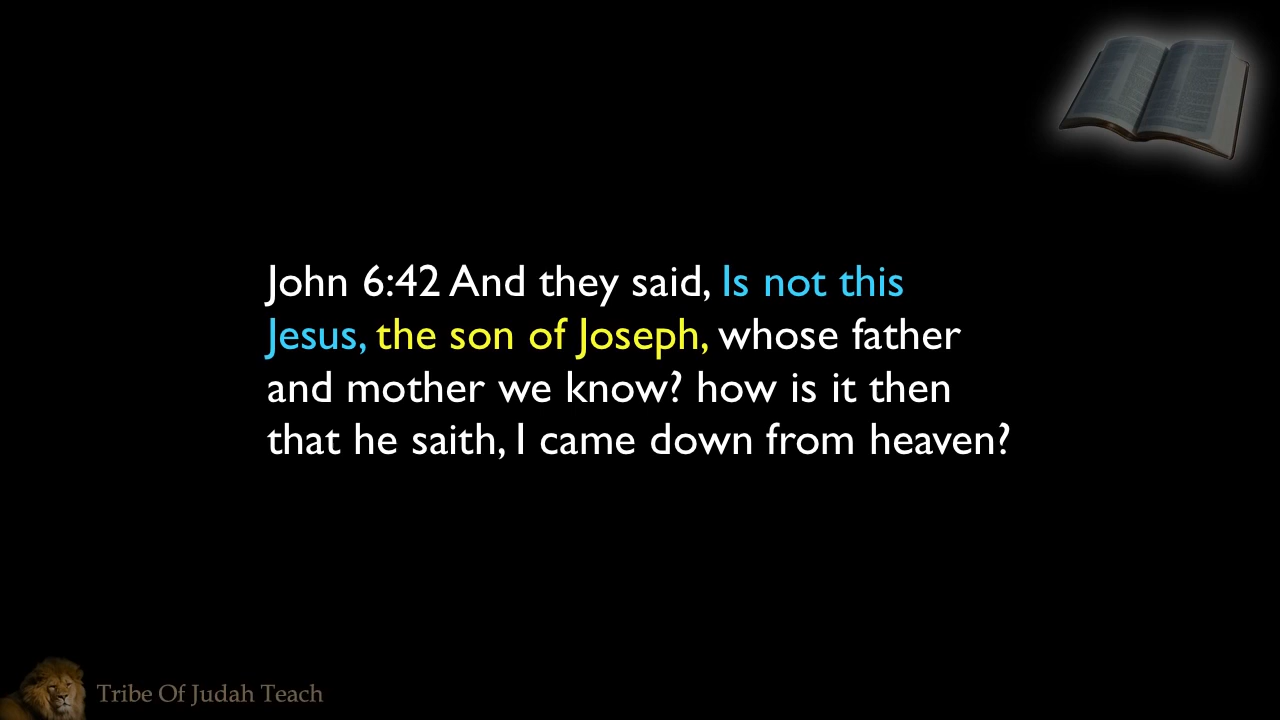 John 6:42 And they said, Is not this
Jesus, the son of Joseph, whose father
and mother we know? how is it then
that he saith, I came down from heaven?
Tribe Of Judah Teach